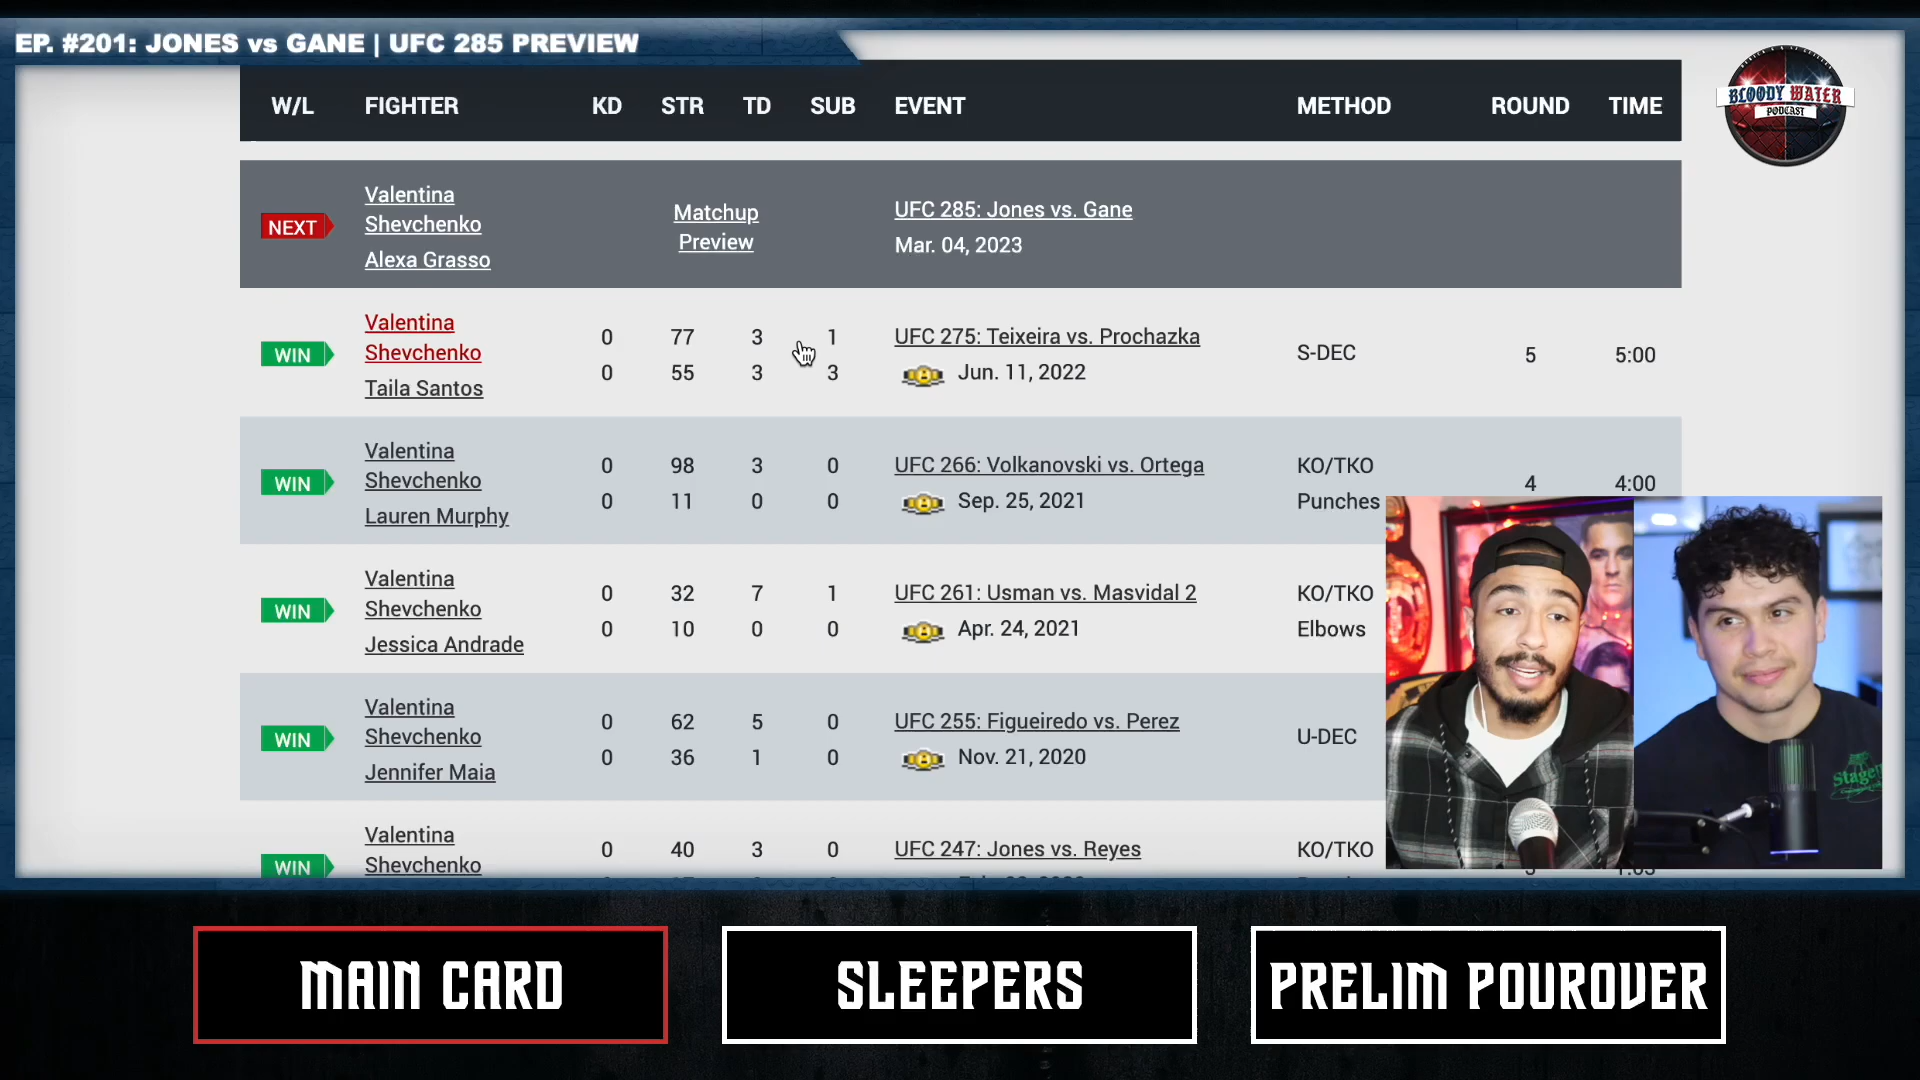 EP. #201: JONES vs GANE | UFC 285 PREVIEW
BLOODY WATER
PODCAST
W/L FIGHTER KD STR TD SUB EVENT METHOD ROUND TIME
NEXT
Valentina
Shevchenko
Alexa Grasso
Matchup
Preview
UFC 285: Jones vs. Gane
Mar. 04, 2023
WIN
Valentina
Shevchenko
Taila Santos
0 77 3 1
0 55 3 3
UFC 275: Teixeira vs. Prochazka
Jun. 11, 2022
S-DEC
5
5:00
WIN
Valentina
Shevchenko
Lauren Murphy
0 98 3 0
0 11 0 0
UFC 266: Volkanovski vs. Ortega
Sep. 25, 2021
KO/TKO
Punches
4
4:00
WIN
Valentina
Shevchenko
Jessica Andrade
0 32 7 1
0 10 0 0
UFC 261: Usman vs. Masvidal 2
Apr. 24, 2021
KO/TKO
Elbows
WIN
Valentina
Shevchenko
Jennifer Maia
0 62 5 0
0 36 1 0
UFC 255: Figueiredo vs. Perez
Nov. 21, 2020
U-DEC
WIN
Valentina
Shevchenko
0 40 3 0
UFC 247: Jones vs. Reyes
KO/TKO
MAIN CARD
SLEEPERS
PRELIM POUROVER